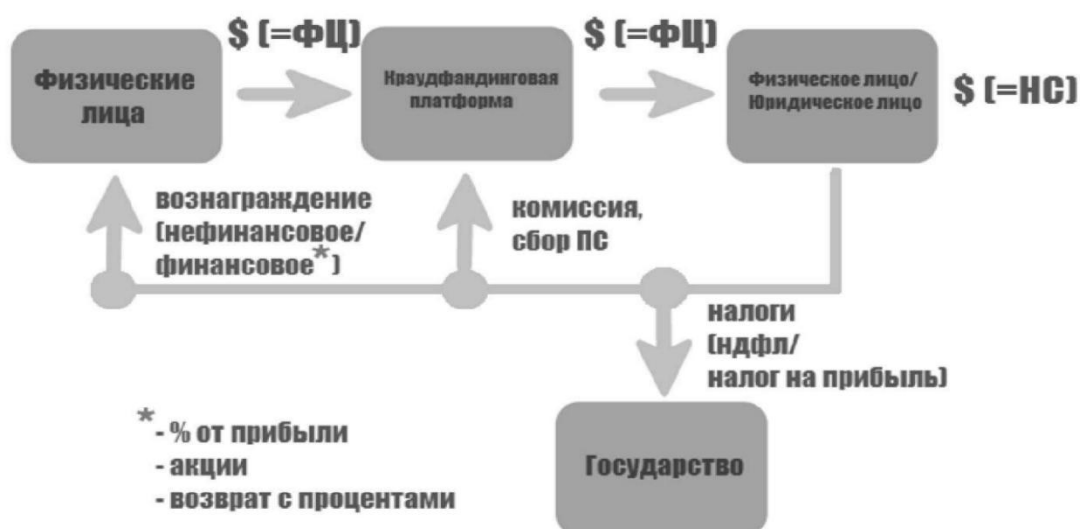 $ (=ФЦ)
$ (=ФЦ)
Физические
лица
Краудфандинговая
платформа
Физическое лицо/
Юридическое лицо
$ (=НС)
вознаграждение
(нефинансовое/
финансовое*)
комиссия,
сбор ПС
налоги
(ндфл/
налог на прибыль)
* - % от прибыли
- акции
- возврат с процентами
Государство